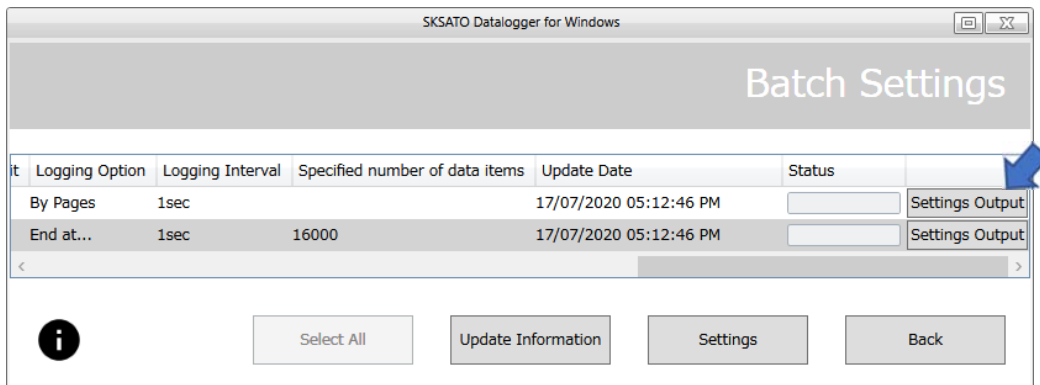 SKSATO Datalogger for Windows
Batch Settings
it Logging Option Logging Interval Specified number of data items Update Date Status
By Pages 1sec 17/07/2020 05:12:46 PM Settings Output
End at... 1sec 16000 17/07/2020 05:12:46 PM Settings Output
i
Select All Update Information Settings Back